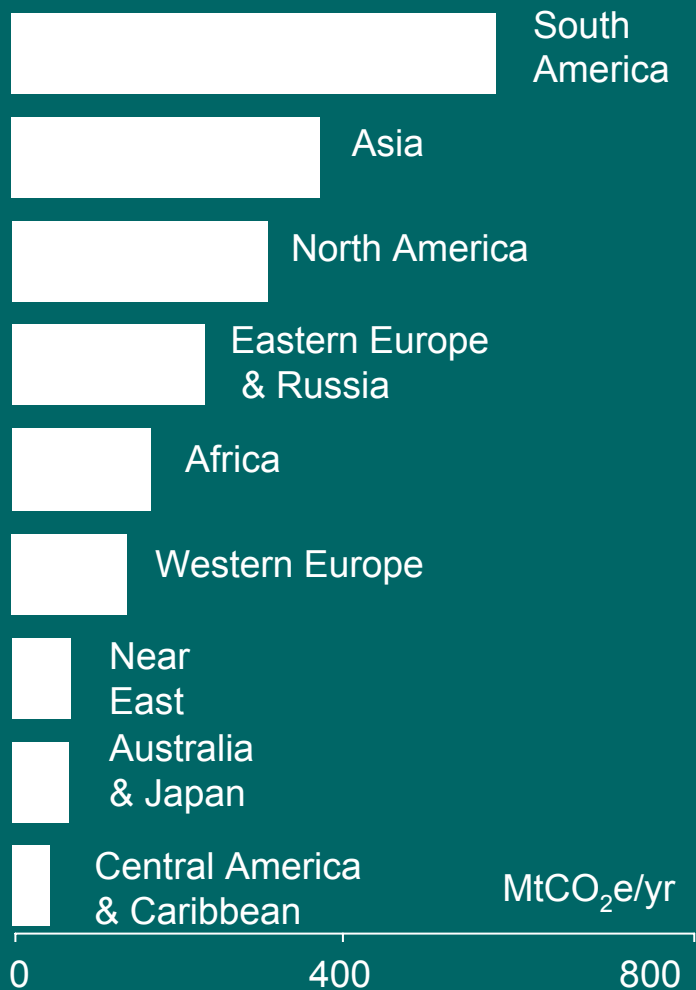 South
America
Asia
North America
Eastern Europe
& Russia
Africa
Western Europe
Near
East
Australia
& Japan
Central America
& Caribbean
MtCO₂e/yr
0 400 800